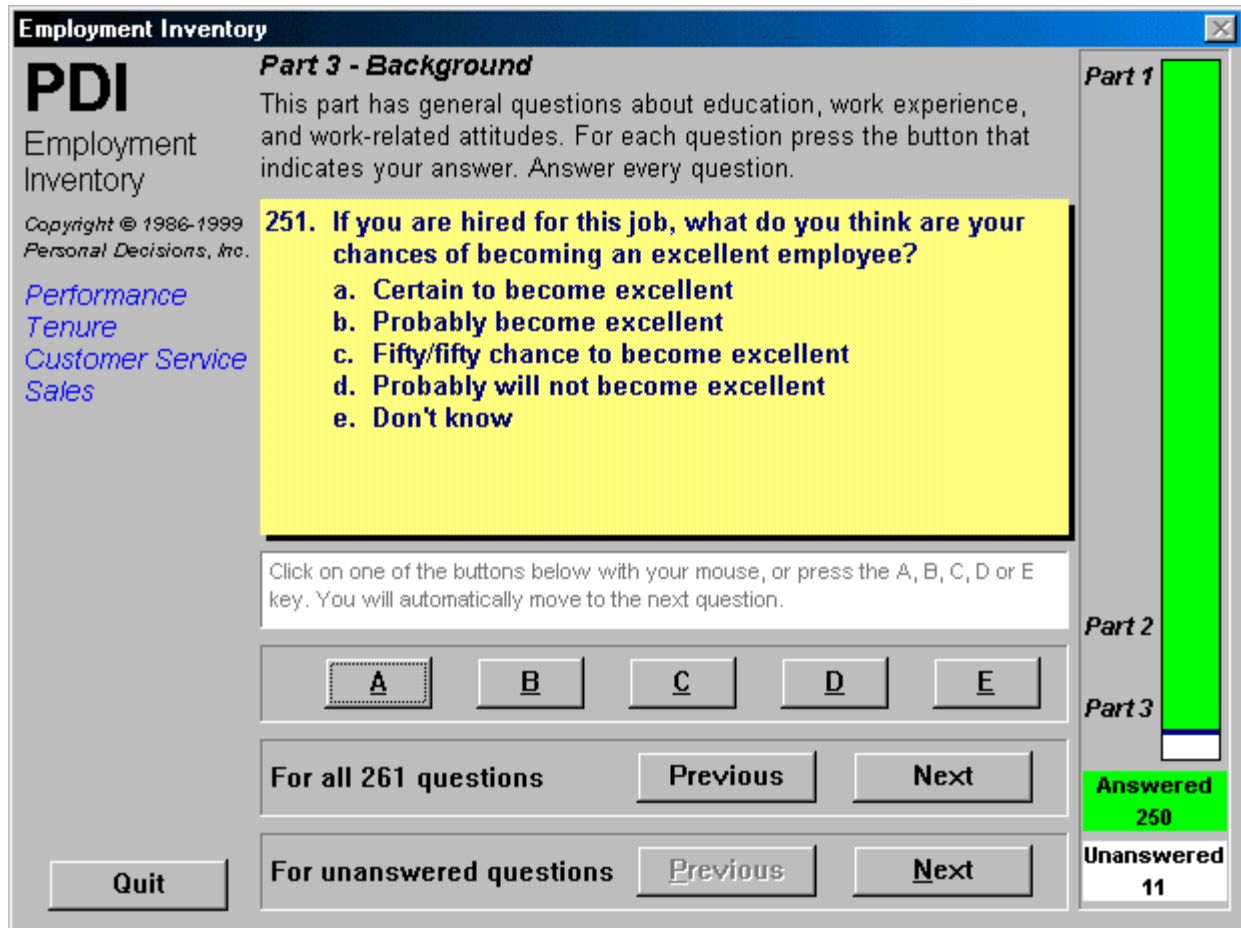 Employment Inventory
PDI
Employment
Inventory
Copyright © 1986-1999
Personal Decisions, Inc.
Performance
Tenure
Customer Service
Sales
Part 3 - Background
This part has general questions about education, work experience,
and work-related attitudes. For each question press the button that
indicates your answer. Answer every question.
251. If you are hired for this job, what do you think are your
chances of becoming an excellent employee?
a. Certain to become excellent
b. Probably become excellent
c. Fifty/fifty chance to become excellent
d. Probably will not become excellent
e. Don't know
Click on one of the buttons below with your mouse, or press the A, B, C, D or E
key. You will automatically move to the next question.
A B C D E
For all 261 questions Previous Next
For unanswered questions Previous Next
Quit
Part 1
Part 2
Part 3
Answered
250
Unanswered
11